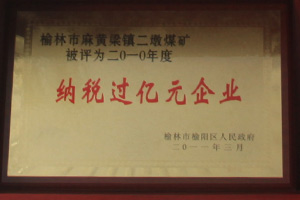 榆林市麻黄梁镇二墩煤矿
被评为二0一0年度
纳税过亿元企业
榆林市榆阳区人民政府
二0一一年三月